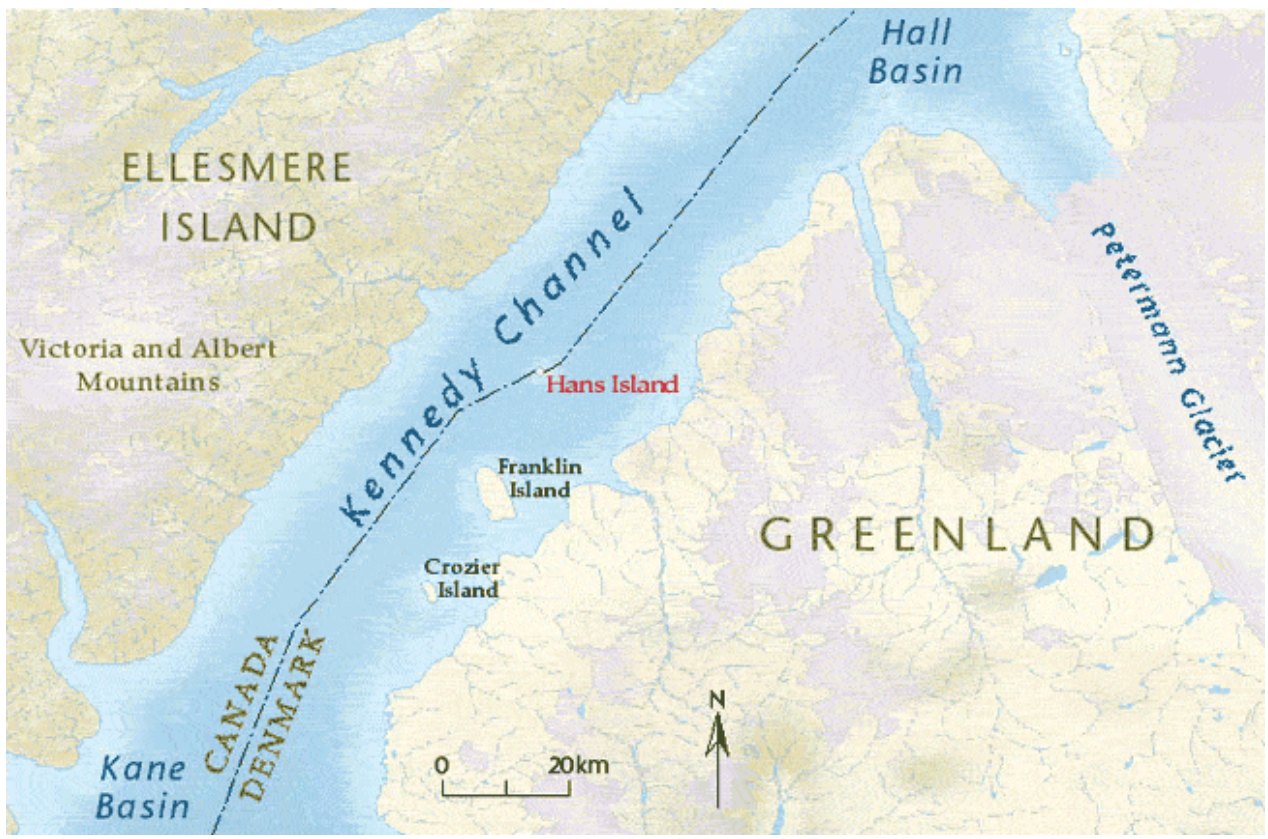 Hall
Basin
ELLESMERE
ISLAND
Kennedy Channel
Petermann Glacier
Victoria and Albert
Mountains
Hans Island
Franklin
Island
GREENLAND
Crozier
Island
CANADA
DENMARK
N
Kane
Basin
0 20km